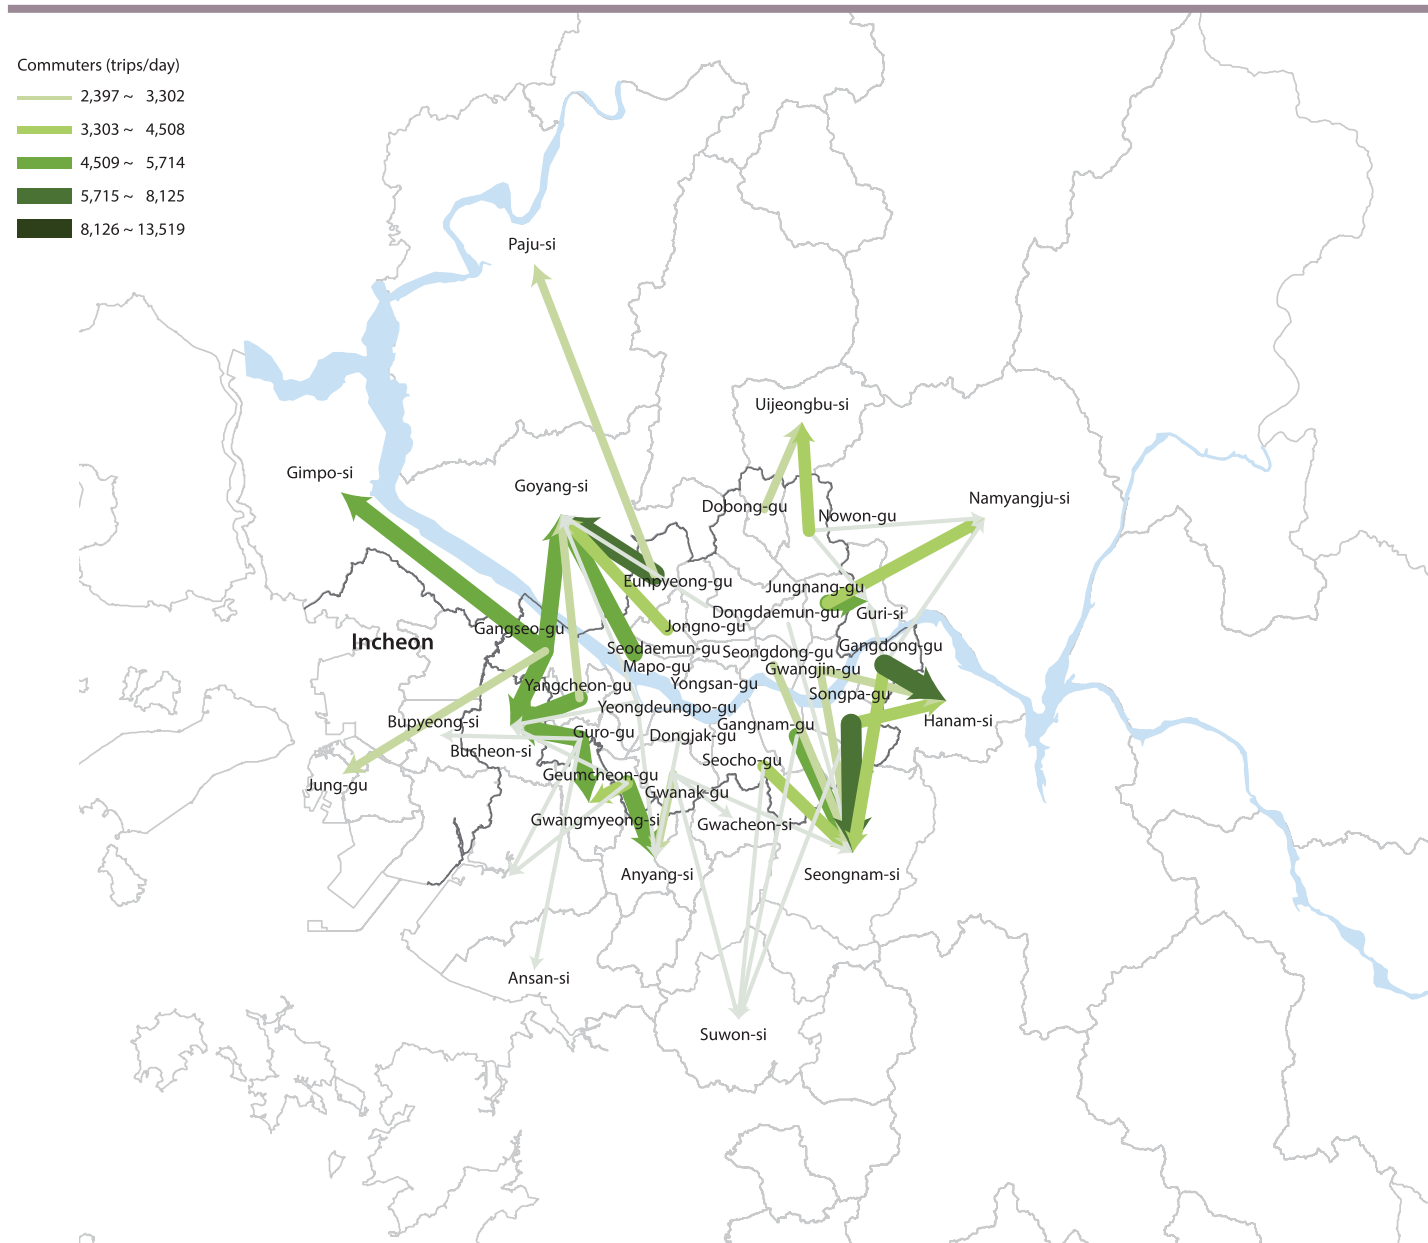 Commuters (trips/day)
2,397 ~ 3,302
3,303 ~ 4,508
4,509 ~ 5,714
5,715 ~ 8,125
8,126 ~ 13,519
Paju-si
Uijeongbu-si
Gimpo-si
Goyang-si
Namyangju-si
Dobong-gu
Nowon-gu
Eunpyeong-gu
Jungnang-gu
Dongdaemun-gu
Guri-si
Jongno-gu
Gangseo-gu
Incheon
Seodaemun-gu
Seongdong-gu
Gangdong-gu
Mapo-gu
Gwangjin-gu
Yangcheon-gu
Yongsan-gu
Songpa-gu
Yeongdeungpo-gu
Bupyeong-si
Gangnam-gu
Hanam-si
Guro-gu
Dongjak-gu
Bucheon-si
Seocho-gu
Geumcheon-gu
Jung-gu
Gwanak-gu
Gwangmyeong-si
Gwacheon-si
Anyang-si
Seongnam-si
Ansan-si
Suwon-si